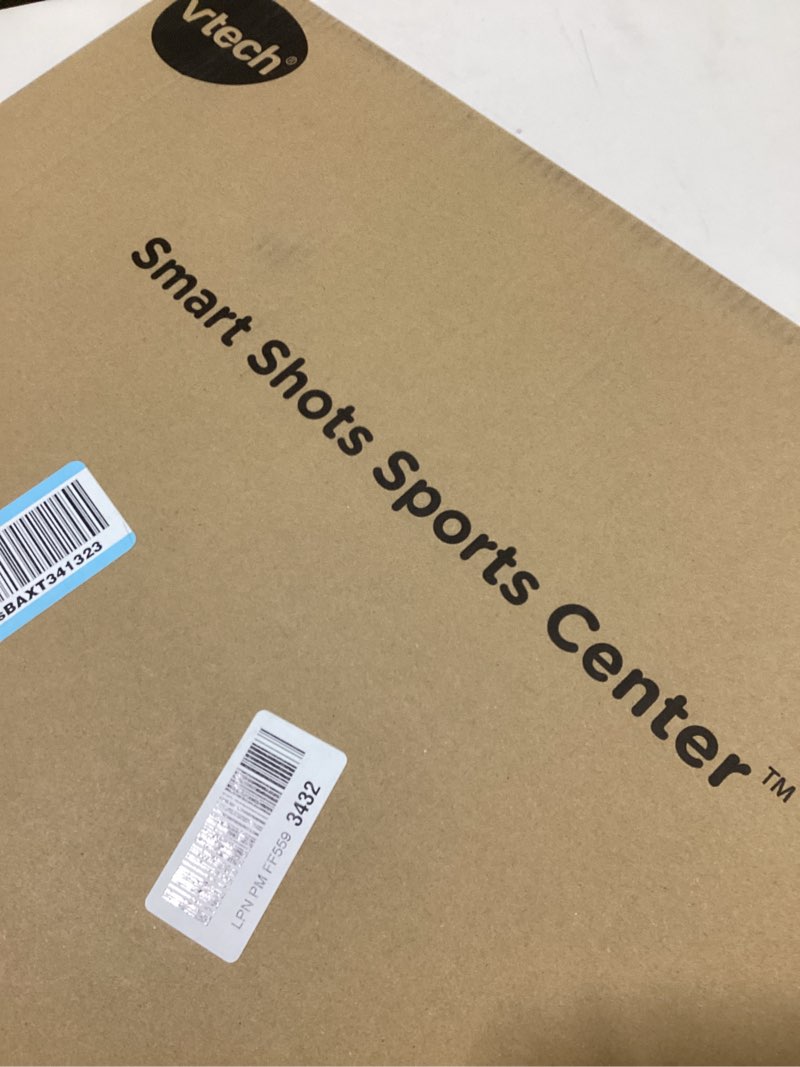 vtech®
Smart Shots Sports Center™
sBAXT341323
LPN PM FF559 3432